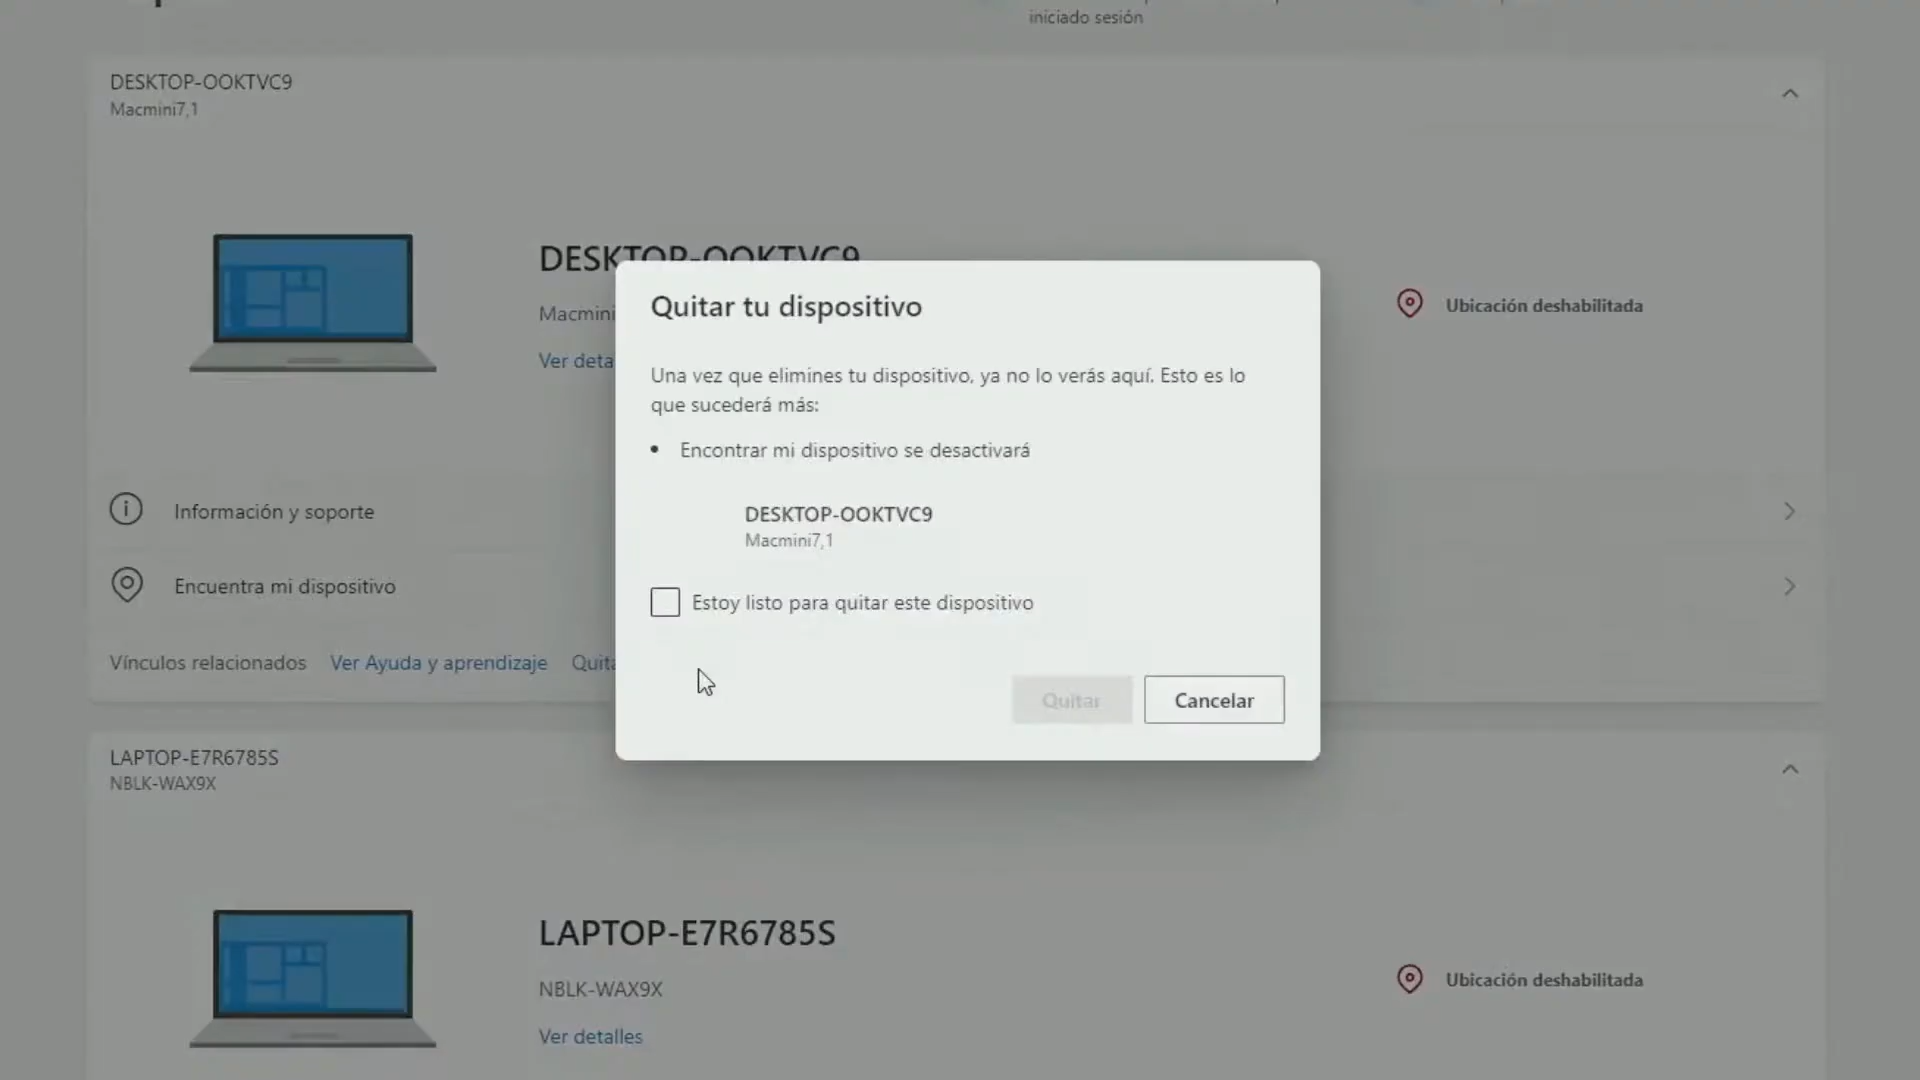 iniciado sesión
DESKTOP-OOKTVC9
Macmini7,1
DESKTOP-OOKTVC9
Macmini
Ver deta
Ubicación deshabilitada
Quitar tu dispositivo
Una vez que elimines tu dispositivo, ya no lo verás aquí. Esto es lo
que sucederá más:
• Encontrar mi dispositivo se desactivará
DESKTOP-OOKTVC9
Macmini7,1
Estoy listo para quitar este dispositivo
Quitar
Cancelar
Información y soporte
Encuentra mi dispositivo
Vínculos relacionados Ver Ayuda y aprendizaje Quita
LAPTOP-E7R6785S
NBLK-WAX9X
LAPTOP-E7R6785S
NBLK-WAX9X
Ver detalles
Ubicación deshabilitada